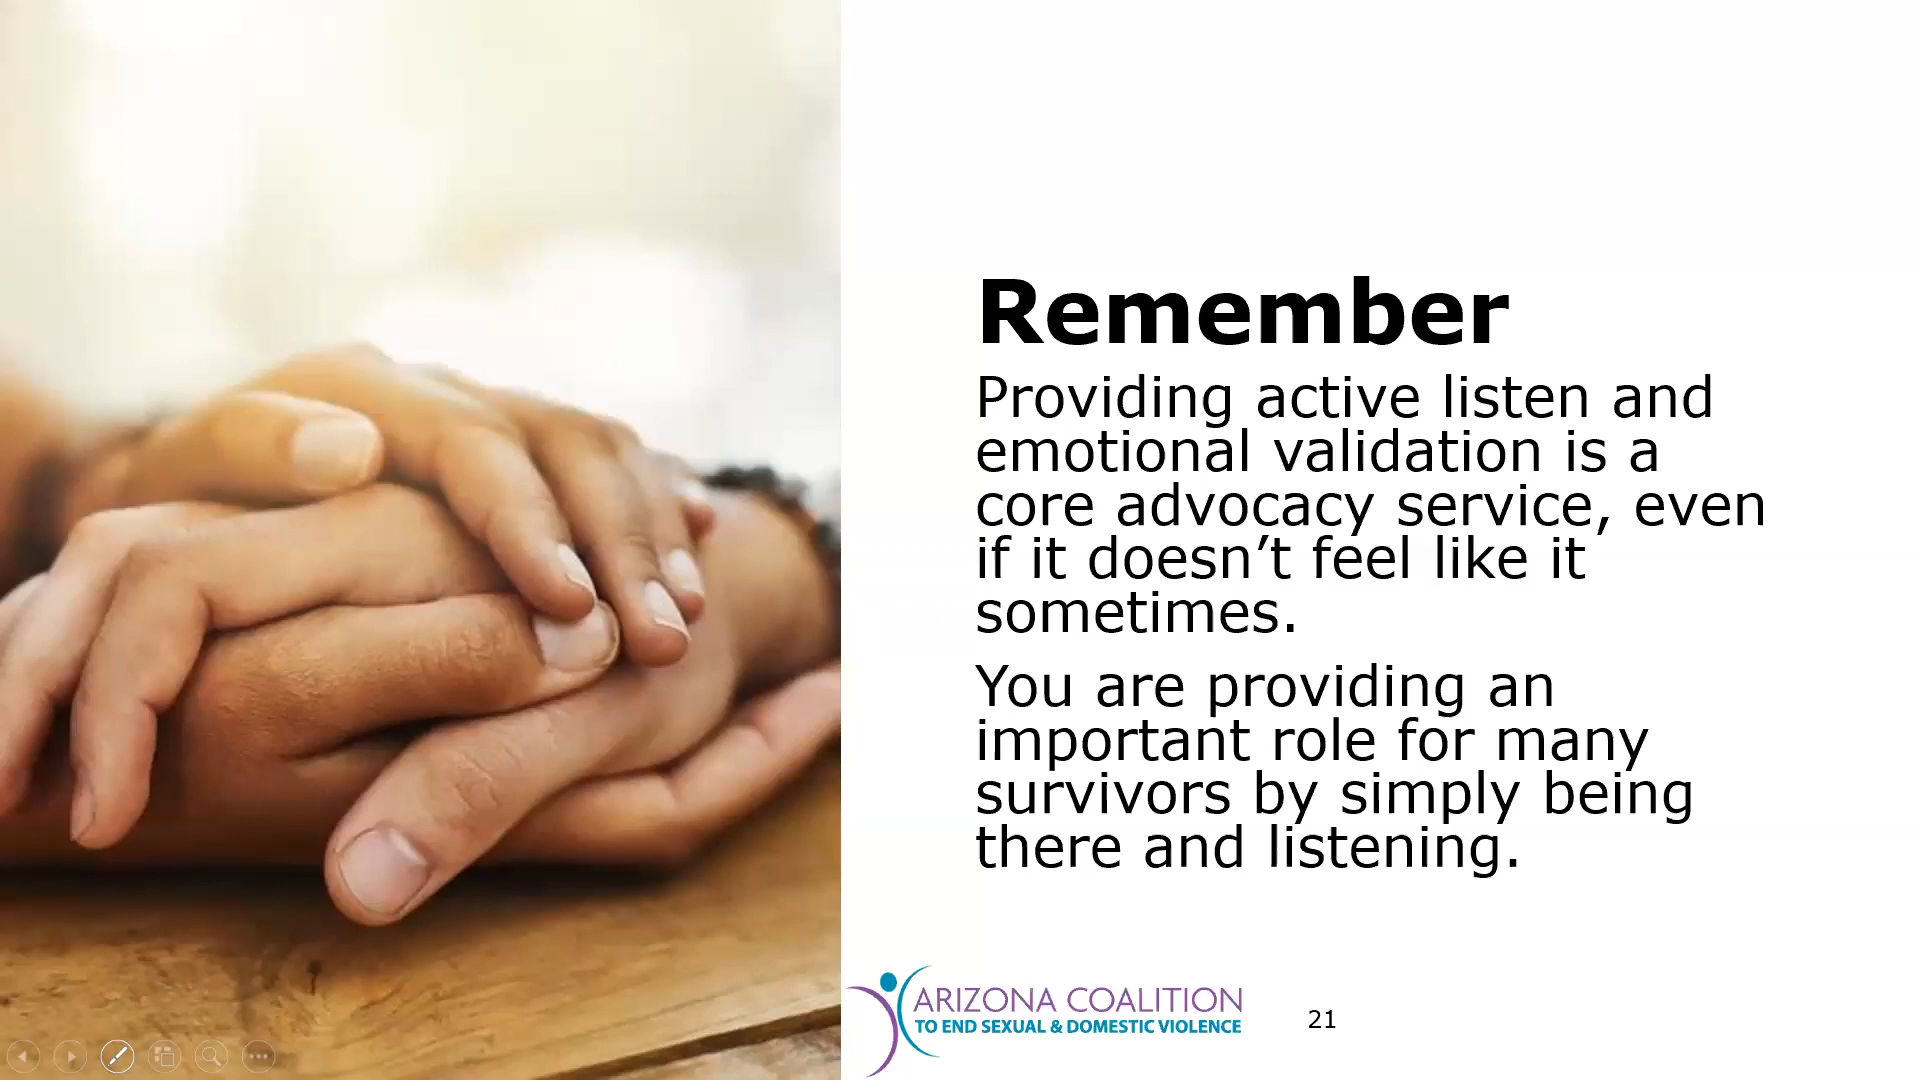 Remember
Providing active listen and
emotional validation is a
core advocacy service, even
if it doesn’t feel like it
sometimes.
You are providing an
important role for many
survivors by simply being
there and listening.
ARIZONA COALITION
TO END SEXUAL & DOMESTIC VIOLENCE
21